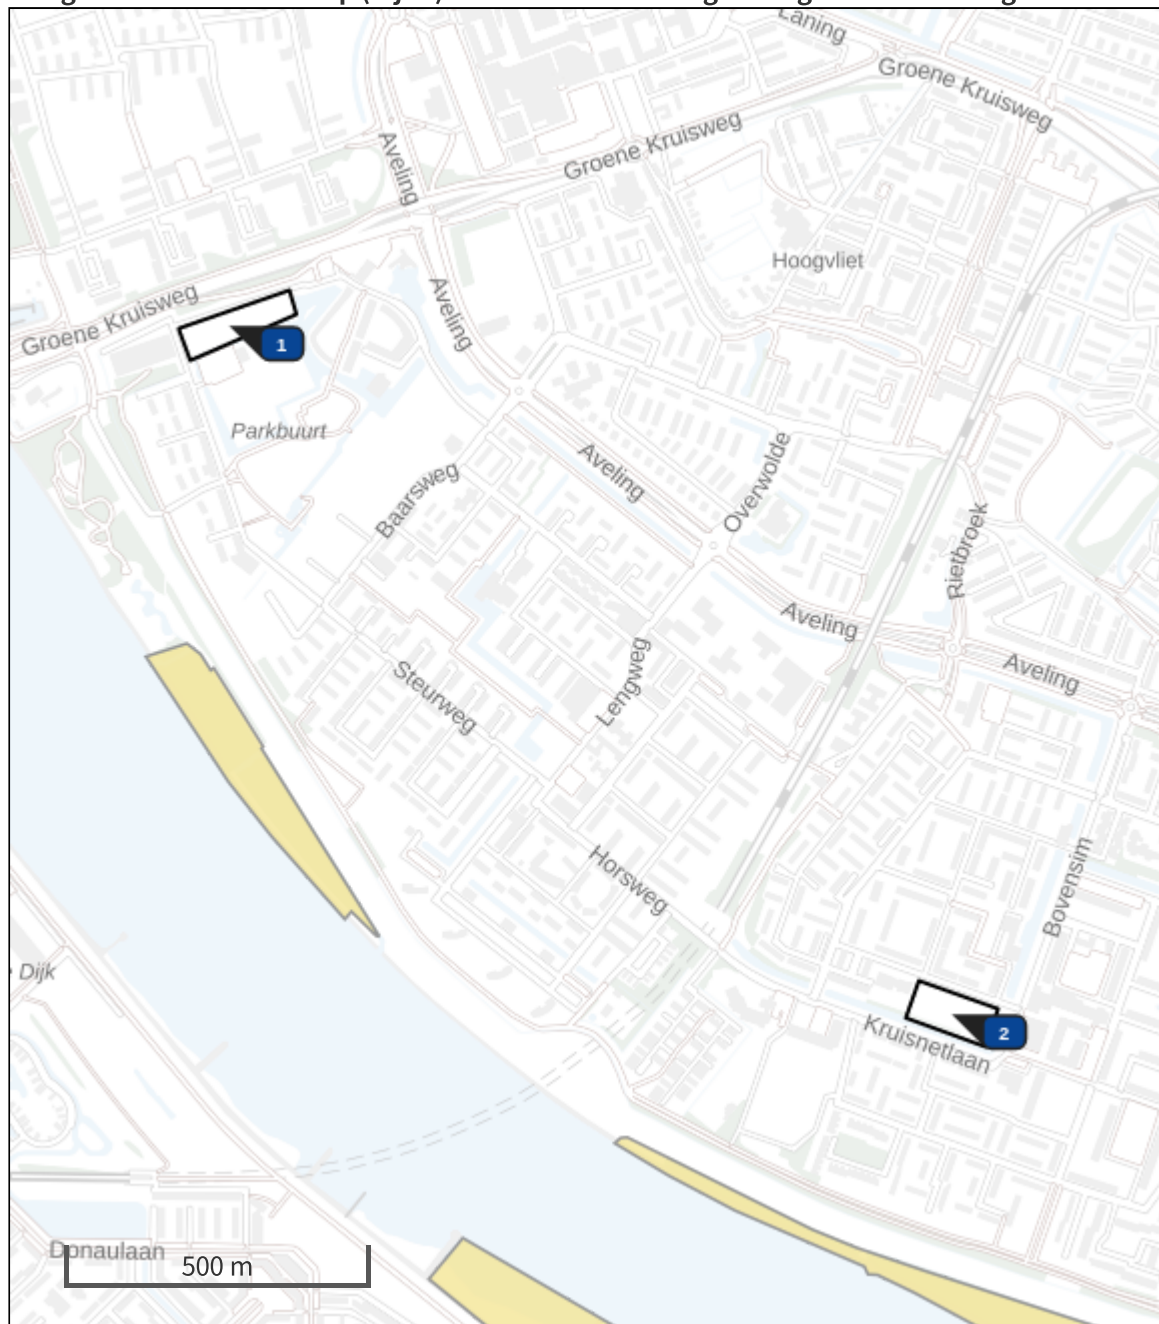 Laning
Groene Kruisweg
Groene Kruisweg
Aveling
Hoogvliet
Aveling
Groene Kruisweg
1
Parkbuurt
Aveling
Overwolde
Baarsweg
Rietbroek
Aveling
Aveling
Lengweg
Steurweg
Horsweg
Bovensim
Dijk
Kruisnetlaan
2
Donaulaan
500 m